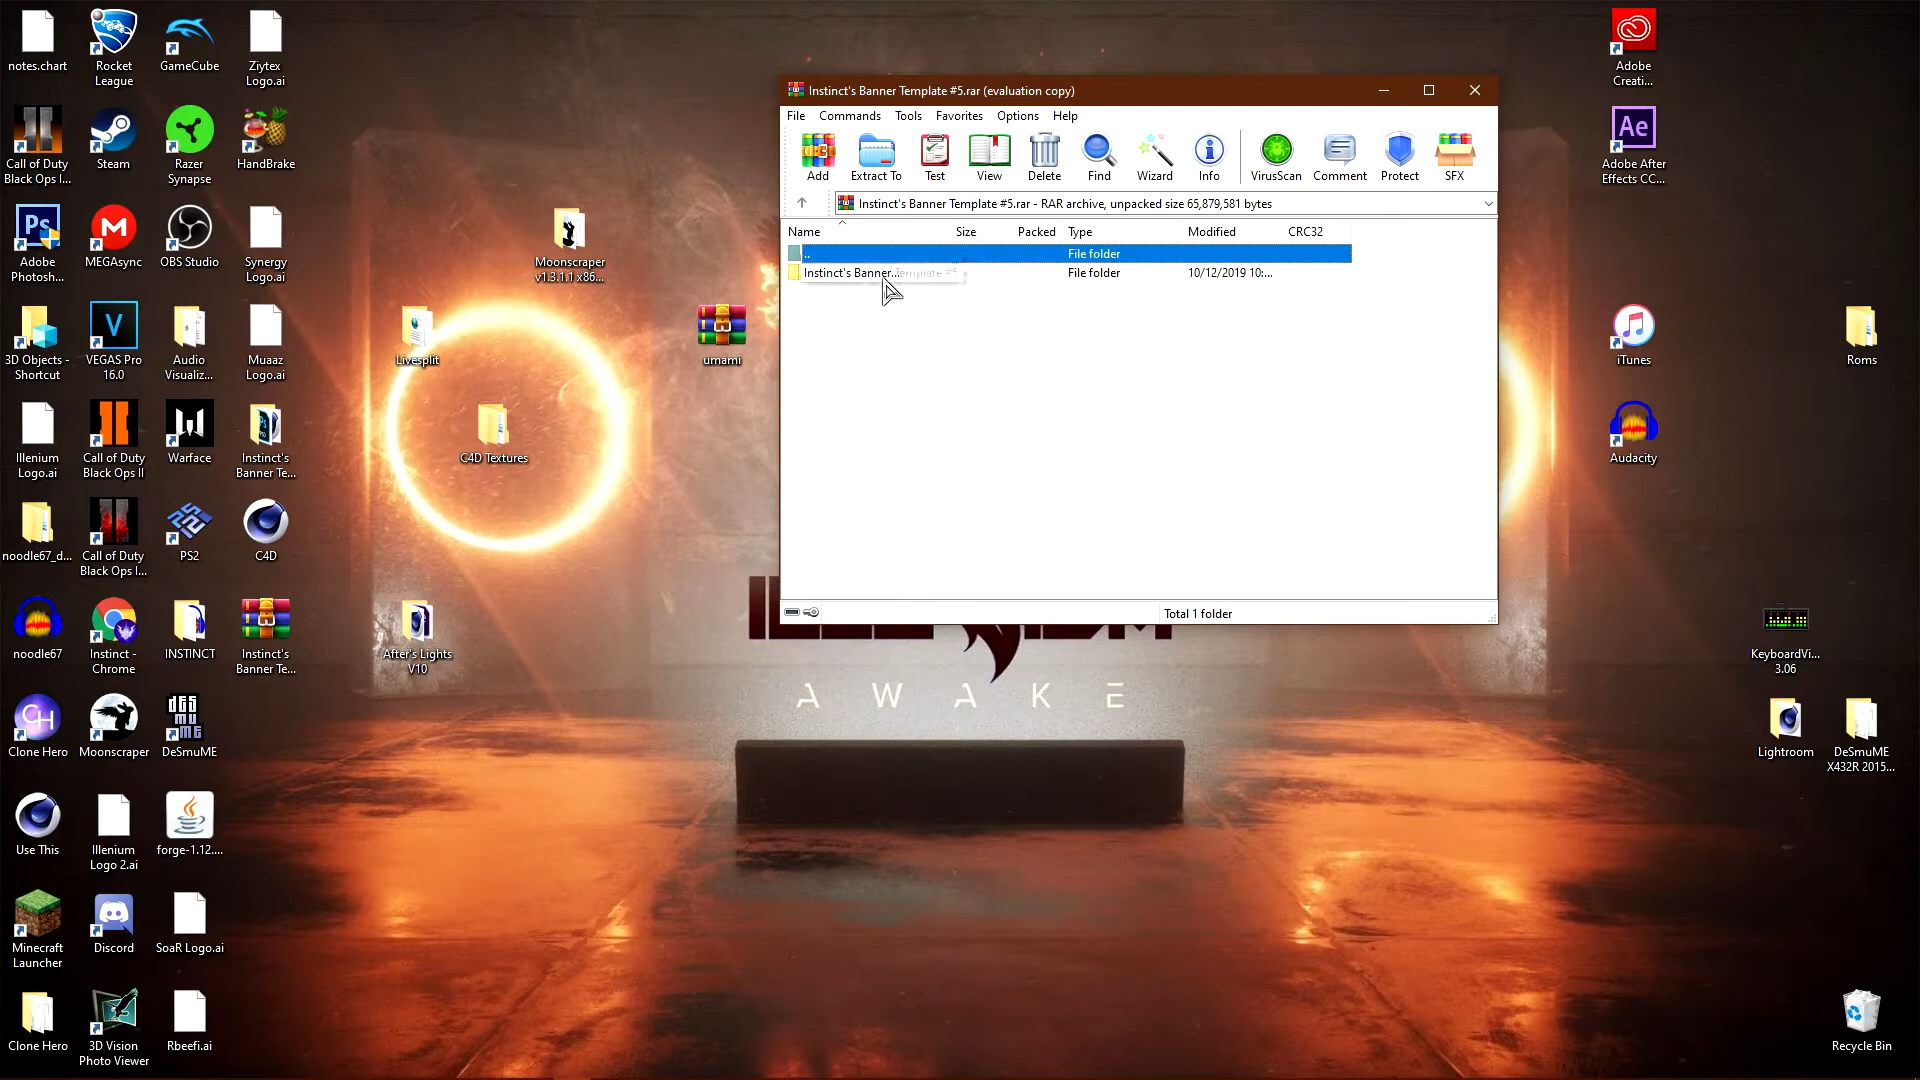 notes.chart
Rocket
League
GameCube
Ziytex
Logo.ai
Call of Duty
Black Ops I...
Steam
Razer
Synapse
HandBrake
Ps
Adobe
Photosh...
MEGAsync
OBS Studio
Synergy
Logo.ai
Moonscraper
v1.3.1.1 x86...
3D Objects -
Shortcut
V
VEGAS Pro
16.0
Audio
Visualiz...
Muaaz
Logo.ai
Livesplit
umami
Illenium
Logo.ai
Call of Duty
Black Ops II
Warface
Instinct's
Banner Te...
C4D Textures
noodle67_d...
Call of Duty
Black Ops I...
PS2
C4D
noodle67
Instinct -
Chrome
INSTINCT
Instinct's
Banner Te...
After's Lights
V10
CH
Clone Hero
Moonscraper
DeSmuME
Use This
Illenium
Logo 2.ai
forge-1.12....
Minecraft
Launcher
Discord
SoaR Logo.ai
Clone Hero
3D Vision
Photo Viewer
Rbeefi.ai
Instinct's Banner Template #5.rar (evaluation copy)
File Commands Tools Favorites Options Help
Add Extract To Test View Delete Find Wizard Info VirusScan Comment Protect SFX
Instinct's Banner Template #5.rar - RAR archive, unpacked size 65,879,581 bytes
Name Size Packed Type Modified CRC32
.. File folder
Instinct's Banner... File folder 10/12/2019 10:...
Total 1 folder
AWAKE
Adobe
Creati...
Ae
Adobe After
Effects CC...
iTunes
Roms
Audacity
KeyboardVi...
3.06
Lightroom
DeSmuME
X432R 2015...
Recycle Bin